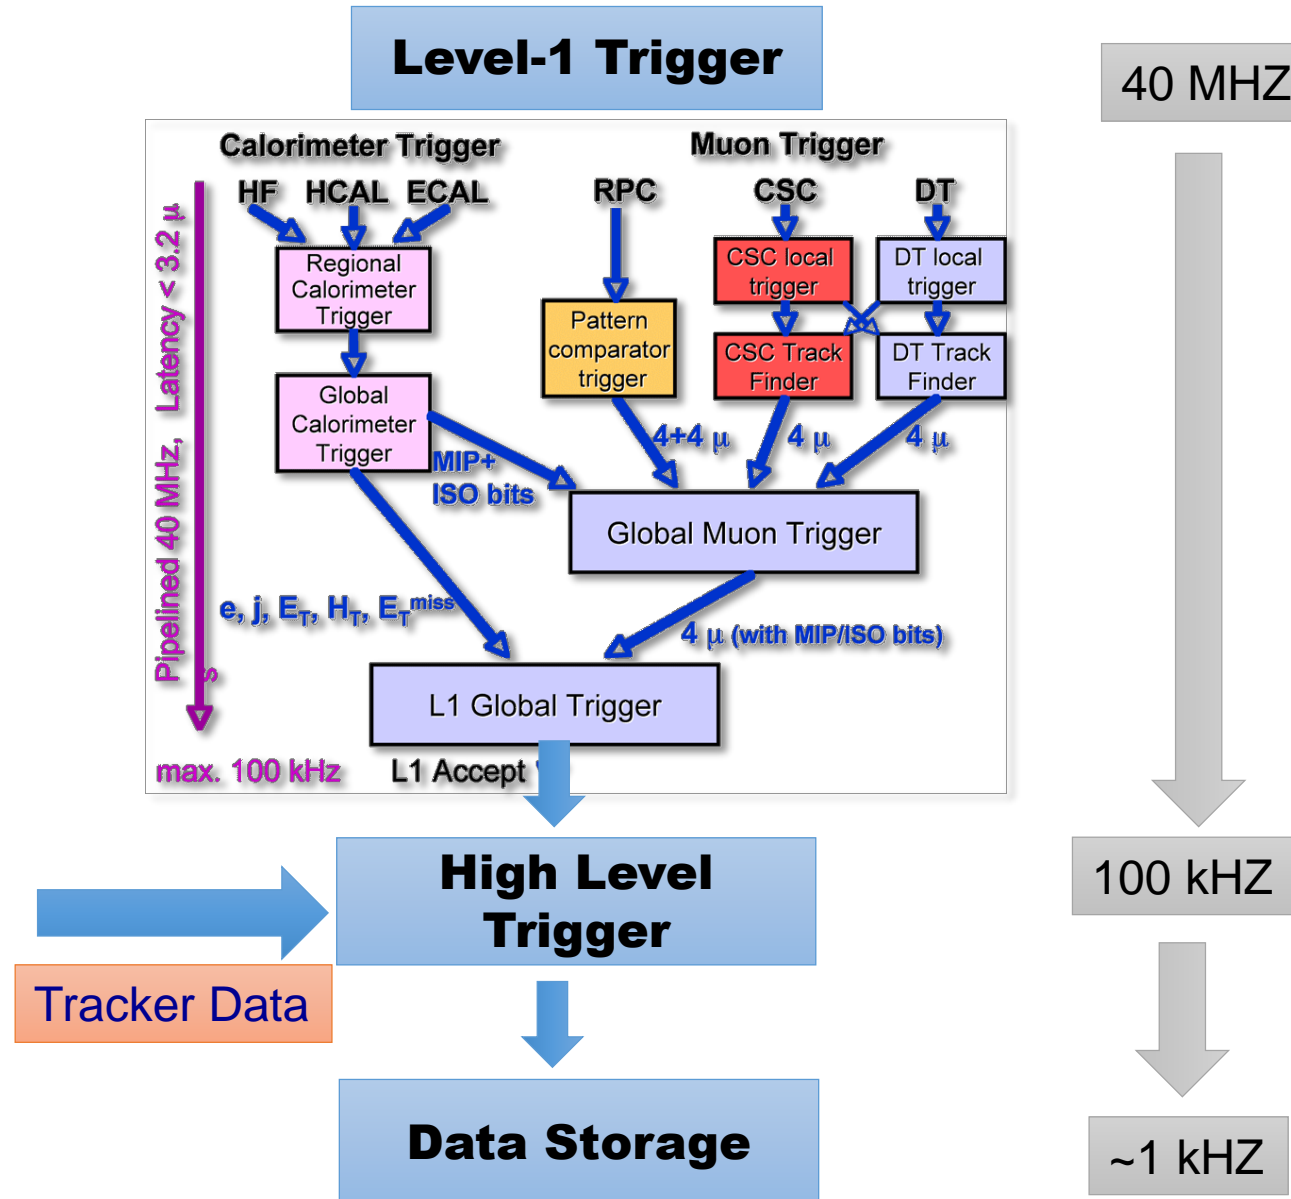 Level-1 Trigger
40 MHZ
Calorimeter Trigger
Muon Trigger
HF HCAL ECAL
RPC
CSC
DT
Pipelined 40 MHz, Latency < 3.2 μ
s
Regional
Calorimeter
Trigger
CSC local
trigger
DT local
trigger
Pattern
comparator
trigger
CSC Track
Finder
DT Track
Finder
Global
Calorimeter
Trigger
4+4 μ
4 μ
4 μ
MIP+
ISO bits
Global Muon Trigger
e, j, E_T, H_T, E_T^miss
4 μ (with MIP/ISO bits)
L1 Global Trigger
max. 100 kHz
L1 Accept
High Level
Trigger
100 kHZ
Tracker Data
Data Storage
~1 kHZ